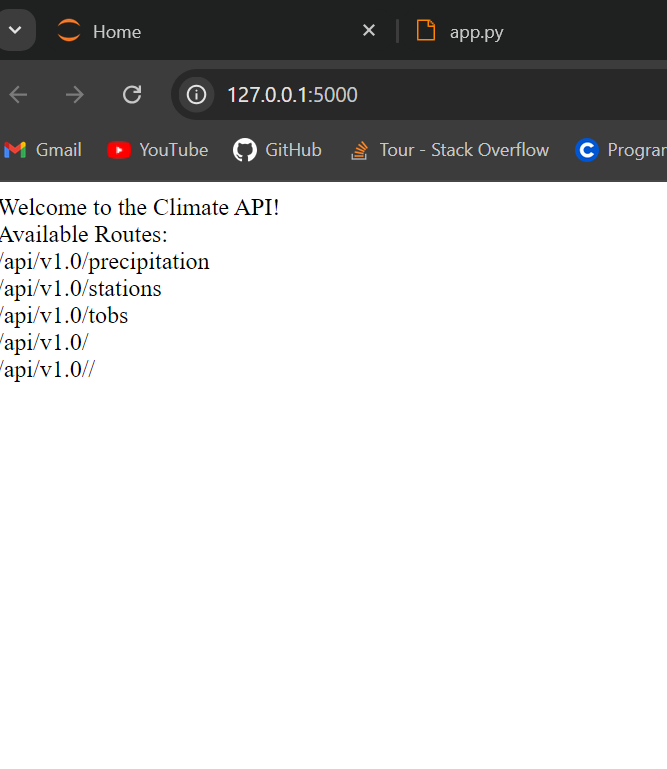 Home
app.py
127.0.0.1:5000
Gmail YouTube GitHub Tour - Stack Overflow
Welcome to the Climate API!
Available Routes:
/api/v1.0/precipitation
/api/v1.0/stations
/api/v1.0/tobs
/api/v1.0/
/api/v1.0//